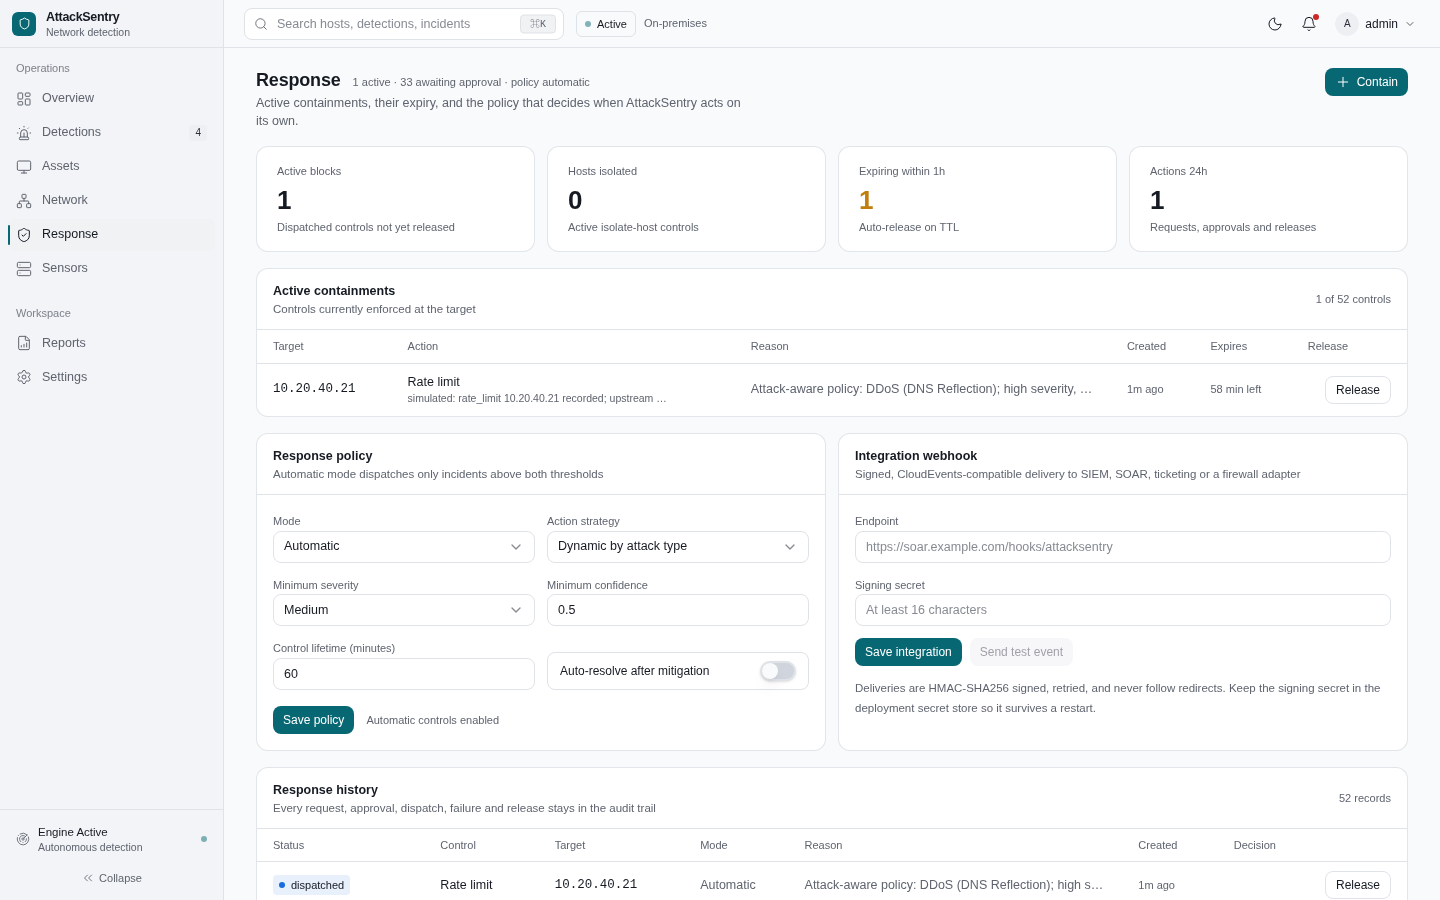 AttackSentry
Network detection
Search hosts, detections, incidents
⌘K
Active
On-premises
A
admin
Operations
Overview
Detections
4
Assets
Network
Response
Sensors
Workspace
Reports
Settings
Engine Active
Autonomous detection
Collapse
Response
1 active · 33 awaiting approval · policy automatic
Contain
Active containments, their expiry, and the policy that decides when AttackSentry acts on
its own.
Active blocks
1
Dispatched controls not yet released
Hosts isolated
0
Active isolate-host controls
Expiring within 1h
1
Auto-release on TTL
Actions 24h
1
Requests, approvals and releases
Active containments
Controls currently enforced at the target
1 of 52 controls
Target Action Reason Created Expires Release
10.20.40.21
Rate limit
simulated: rate_limit 10.20.40.21 recorded; upstream …
Attack-aware policy: DDoS (DNS Reflection); high severity, …
1m ago
58 min left
Release
Response policy
Automatic mode dispatches only incidents above both thresholds
Mode
Automatic
Action strategy
Dynamic by attack type
Minimum severity
Medium
Minimum confidence
0.5
Control lifetime (minutes)
60
Auto-resolve after mitigation
Save policy
Automatic controls enabled
Integration webhook
Signed, CloudEvents-compatible delivery to SIEM, SOAR, ticketing or a firewall adapter
Endpoint
https://soar.example.com/hooks/attacksentry
Signing secret
At least 16 characters
Save integration
Send test event
Deliveries are HMAC-SHA256 signed, retried, and never follow redirects. Keep the signing secret in the
deployment secret store so it survives a restart.
Response history
Every request, approval, dispatch, failure and release stays in the audit trail
52 records
Status Control Target Mode Reason Created Decision
dispatched
Rate limit
10.20.40.21
Automatic
Attack-aware policy: DDoS (DNS Reflection); high s…
1m ago
Release